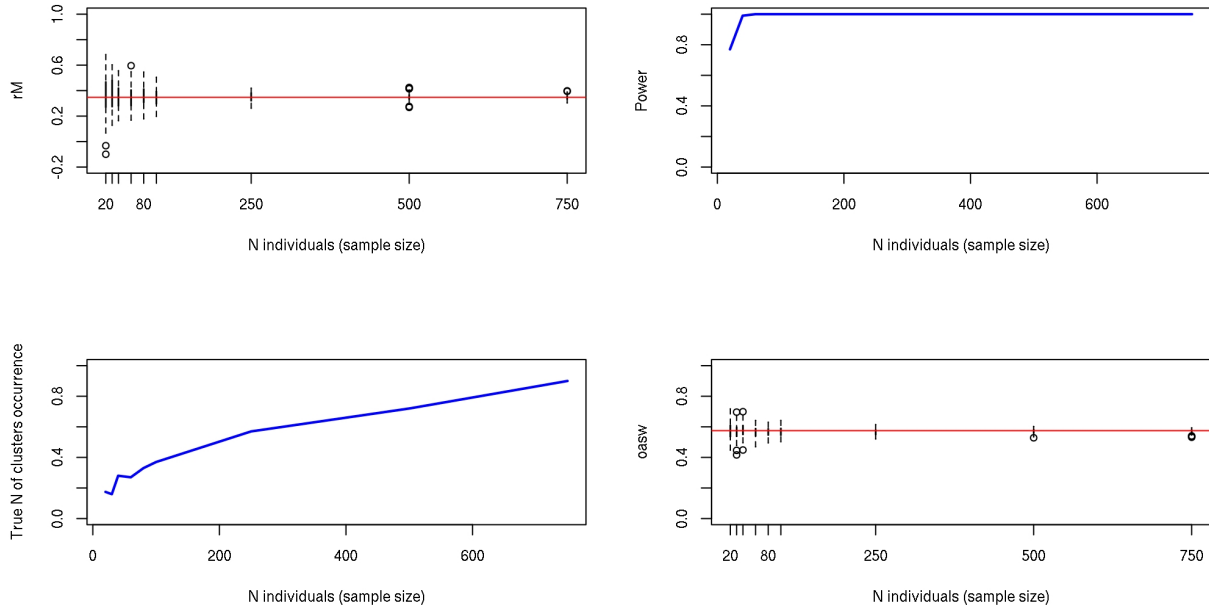 rM
1.0
0.6
0.2
-0.2
20 80 250 500 750
N individuals (sample size)
Power
0.8
0.4
0.0
0 200 400 600
N individuals (sample size)
True N of clusters occurrence
0.8
0.4
0.0
0 200 400 600
N individuals (sample size)
oasw
0.8
0.4
0.0
20 80 250 500 750
N individuals (sample size)